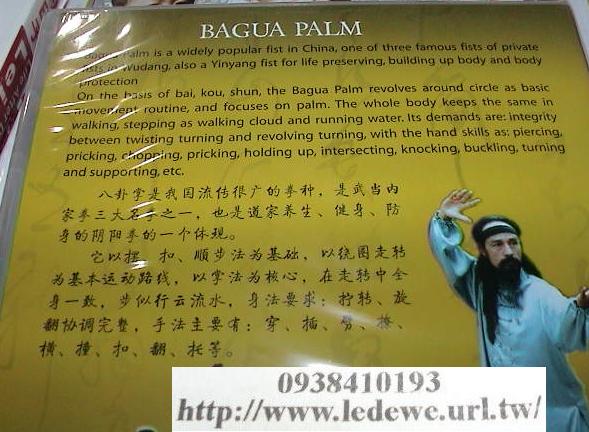 BAGUA PALM
Bagua Palm is a widely popular fist in China, one of three famous fists of private
fists in Wudang, also a Yinyang fist for life preserving, building up body and body
protection
On the basis of bai, kou, shun, the Bagua Palm revolves around circle as basic
movement routine, and focuses on palm. The whole body keeps the same in
walking, stepping as walking cloud and running water. Its demands are: integrity
between twisting turning and revolving turning, with the hand skills as: piercing,
pricking, chopping, pricking, holding up, intersecting, knocking, buckling, turning
and supporting, etc.
八卦掌是我国流传很广的拳种，是武当内
家拳三大名拳之一，也是道家养生、健身、防
身的阴阳拳的一个体现。
它以摆、扣、顺步法为基础，以绕圈走转
为基本运动路线，以掌法为核心，在走转中全
身一致，步似行云流水，身法要求：拧转、旋
翻协调完整，手法主要有：穿、插、劈、撩、
横、撞、扣、翻、托等。
0938410193
http://www.ledewe.url.tw/